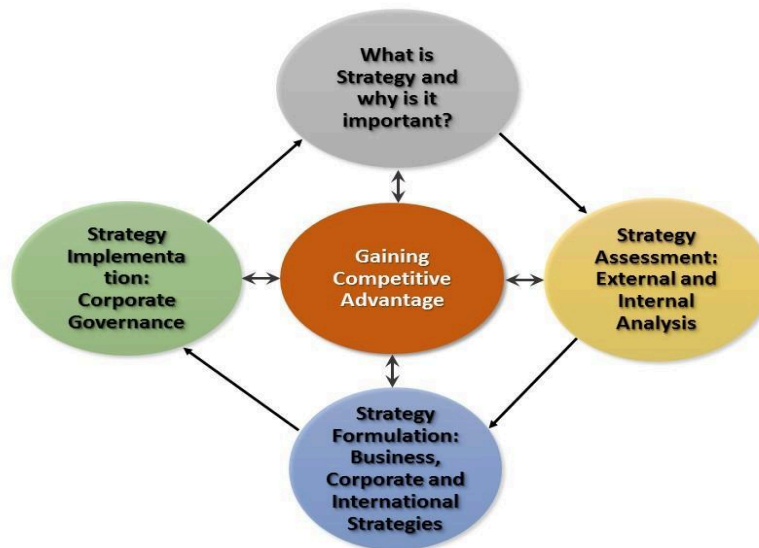 What is
Strategy and
why is it
important?
Strategy
Implementa
tion:
Corporate
Governance
Gaining
Competitive
Advantage
Strategy
Assessment:
External and
Internal
Analysis
Strategy
Formulation:
Business,
Corporate and
International
Strategies